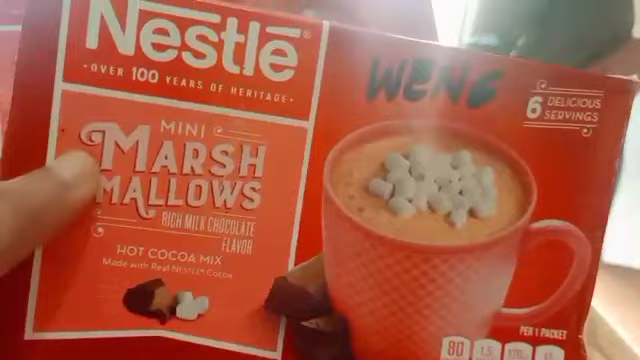 Nestlé®
• OVER 100 YEARS OF HERITAGE •
MINI
MARSH
MALLOWS
RICH MILK CHOCOLATE
FLAVOR
HOT COCOA MIX
Made with Real NESTLÉ® Cocoa
WENG
6 DELICIOUS
SERVINGS
PER 1 PACKET
80